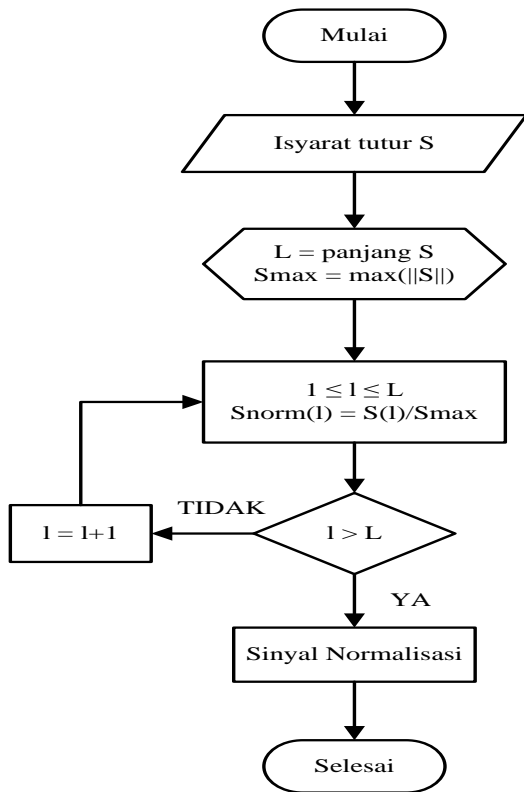 Mulai
Isyarat tutur S
L = panjang S
Smax = max(||S||)
1 ≤ l ≤ L
Snorm(l) = S(l)/Smax
TIDAK
l = l+1
l > L
YA
Sinyal Normalisasi
Selesai